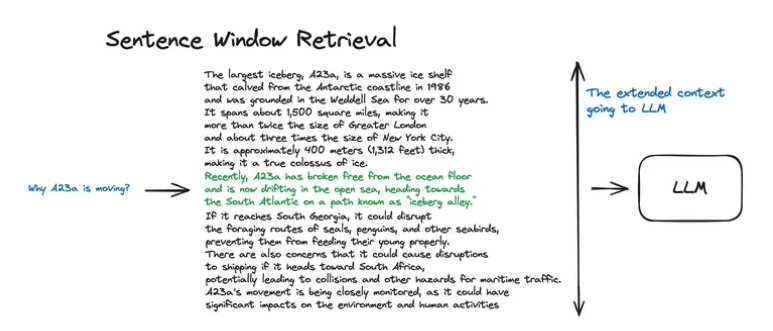 Sentence Window Retrieval
The largest iceberg, A23a, is a massive ice shelf
that calved from the Antarctic coastline in 1986
and was grounded in the Weddell Sea for over 30 years.
It spans about 1,500 square miles, making it
more than twice the size of Greater London
and about three times the size of New York City.
It is approximately 400 meters (1,312 feet) thick,
making it a true colossus of ice.
Recently, A23a has broken free from the ocean floor
and is now drifting in the open sea, heading towards
the South Atlantic on a path known as "iceberg alley."
If it reaches South Georgia, it could disrupt
the foraging routes of seals, penguins, and other seabirds,
preventing them from feeding their young properly.
There are also concerns that it could cause disruptions
to shipping if it heads toward South Africa,
potentially leading to collisions and other hazards for maritime traffic.
A23a's movement is being closely monitored, as it could have
significant impacts on the environment and human activities
Why A23a is moving?
The extended context
going to LLM
LLM